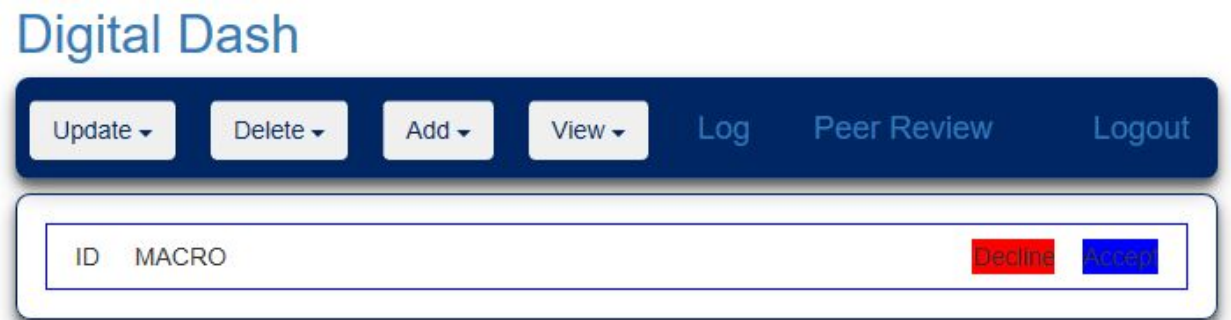 Digital Dash
Update Delete Add View Log Peer Review Logout
ID MACRO Decline Accept